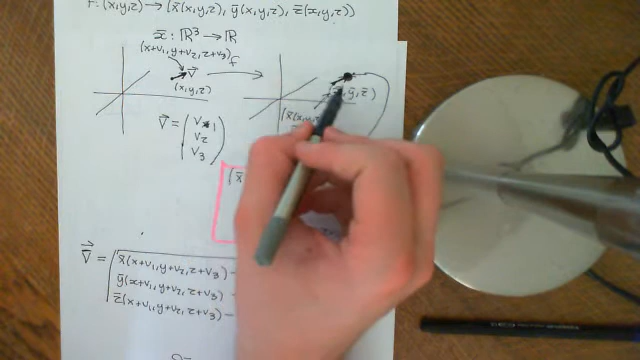 f: (x,y,z) → (x̄(x,y,z), ȳ(x,y,z), z̄(x,y,z))
x̄: ℝ³ → ℝ
(x+v₁, y+v₂, z+v₃)
f
v⃗
(x,y,z)
ȳ, z̄)
(x̄(x,y,
v⃗ = (v₁
v₂
v₃)
(x̄
v̄⃗ = (x̄(x+v₁, y+v₂, z+v₃) –
ȳ(x+v₁, y+v₂, z+v₃) –
z̄(x+v₁, y+v₂, z+v₃) –